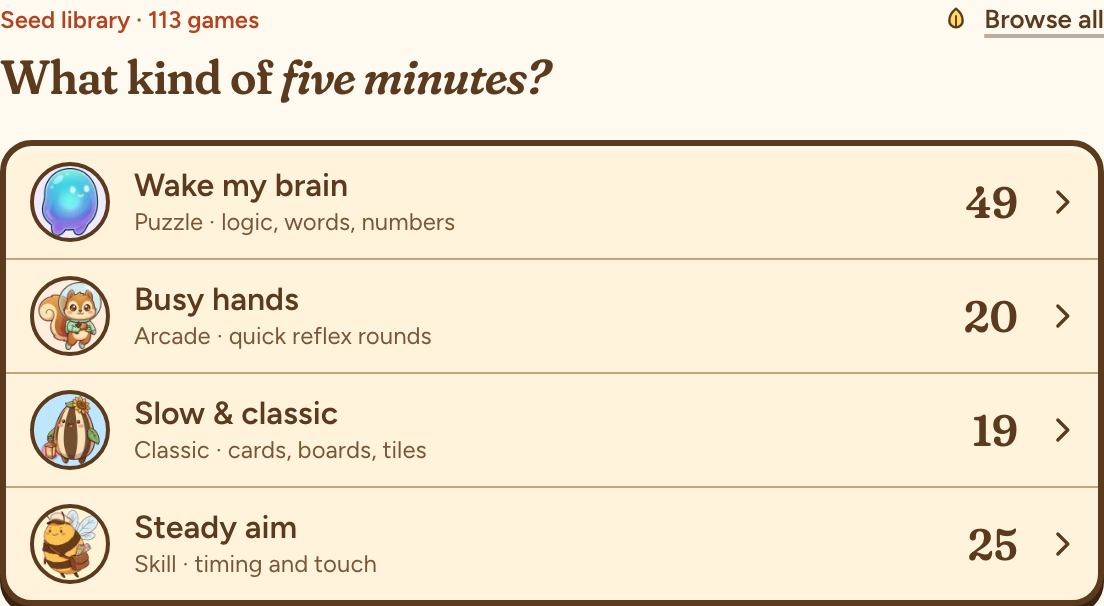 Seed library · 113 games
Browse all
What kind of five minutes?
Wake my brain
Puzzle · logic, words, numbers
49
Busy hands
Arcade · quick reflex rounds
20
Slow & classic
Classic · cards, boards, tiles
19
Steady aim
Skill · timing and touch
25